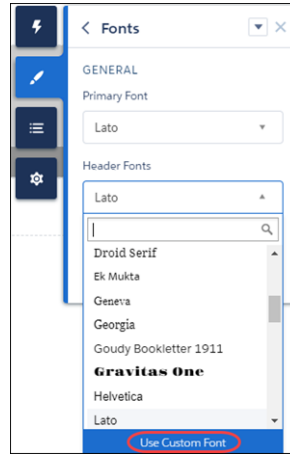 Fonts
GENERAL
Primary Font
Lato
Header Fonts
Lato
Droid Serif
Ek Mukta
Geneva
Georgia
Goudy Bookletter 1911
Gravitas One
Helvetica
Lato
Use Custom Font